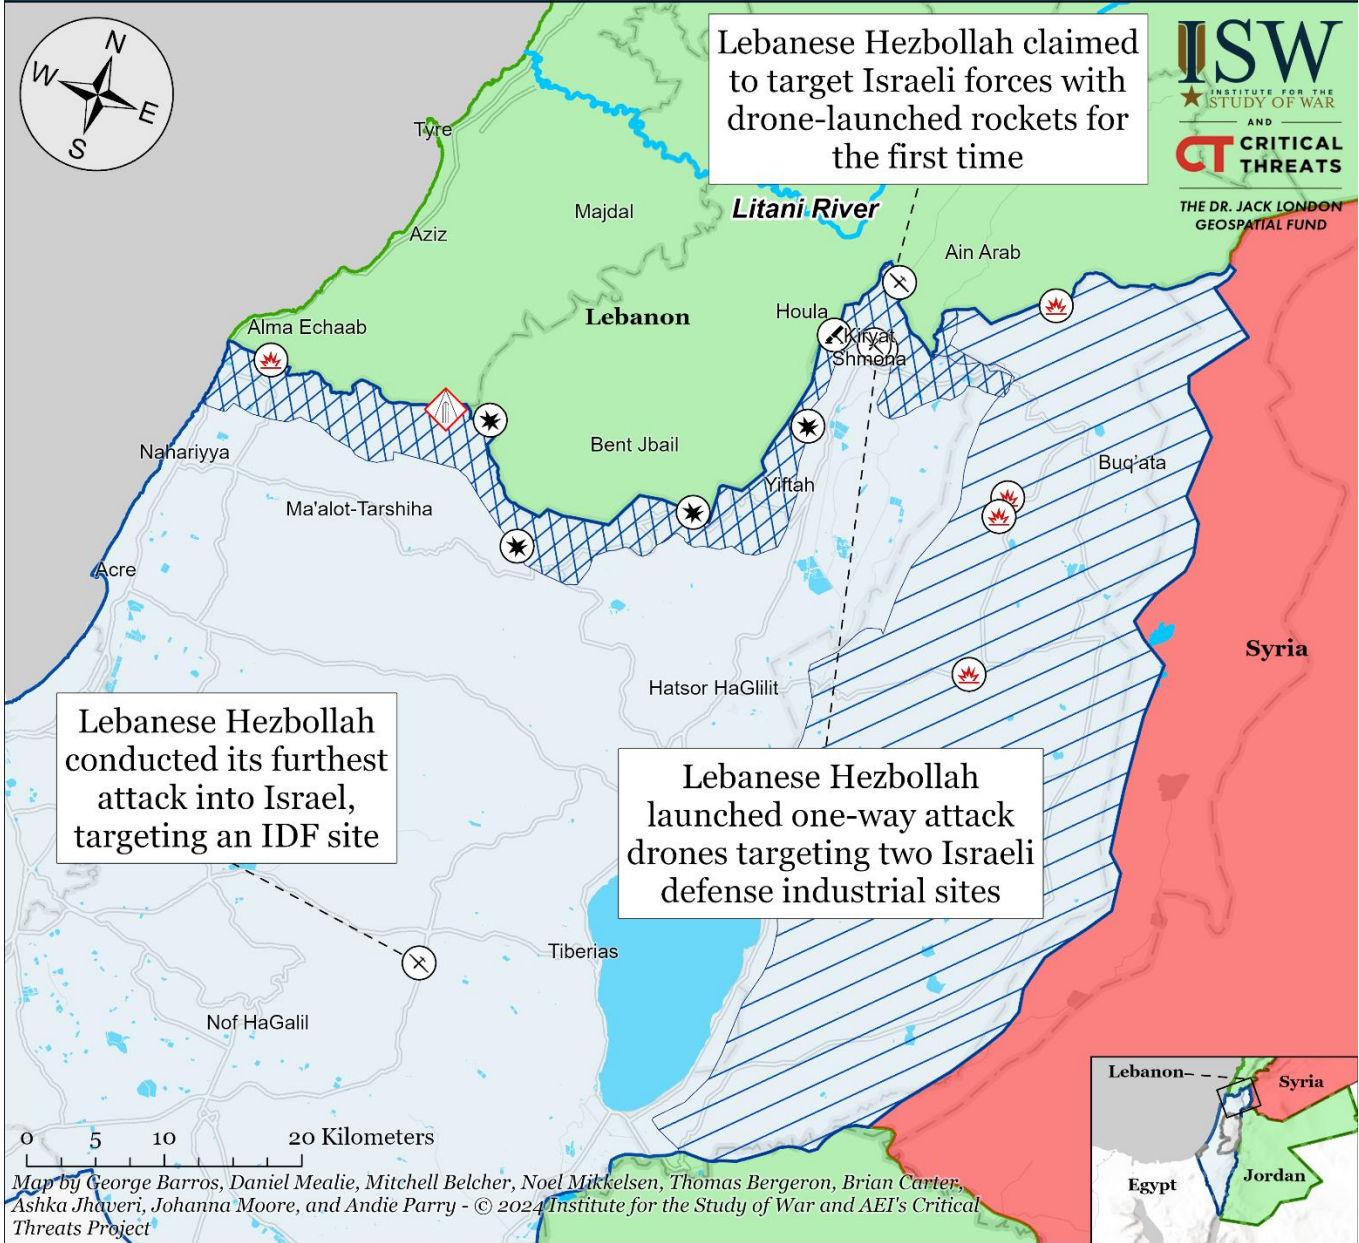 N
W
E
S
Lebanese Hezbollah claimed
to target Israeli forces with
drone-launched rockets for
the first time
ISW
INSTITUTE FOR THE
STUDY OF WAR
AND
CT CRITICAL
THREATS
THE DR. JACK LONDON
GEOSPATIAL FUND
Tyre
Majdal
Litani River
Aziz
Ain Arab
Alma Echaab
Lebanon
Houla
Kiryat
Shmona
Nahariyya
Bent Jbail
Buq'ata
Yiftah
Ma'alot-Tarshiha
Acre
Syria
Hatsor HaGlilit
Lebanese Hezbollah
conducted its furthest
attack into Israel,
targeting an IDF site
Lebanese Hezbollah
launched one-way attack
drones targeting two Israeli
defense industrial sites
Tiberias
Nof HaGalil
Lebanon
Syria
Egypt
Jordan
0 5 10 20 Kilometers
Map by George Barros, Daniel Mealie, Mitchell Belcher, Noel Mikkelsen, Thomas Bergeron, Brian Carter,
Ashka Jhaveri, Johanna Moore, and Andie Parry - © 2024 Institute for the Study of War and AEI's Critical
Threats Project